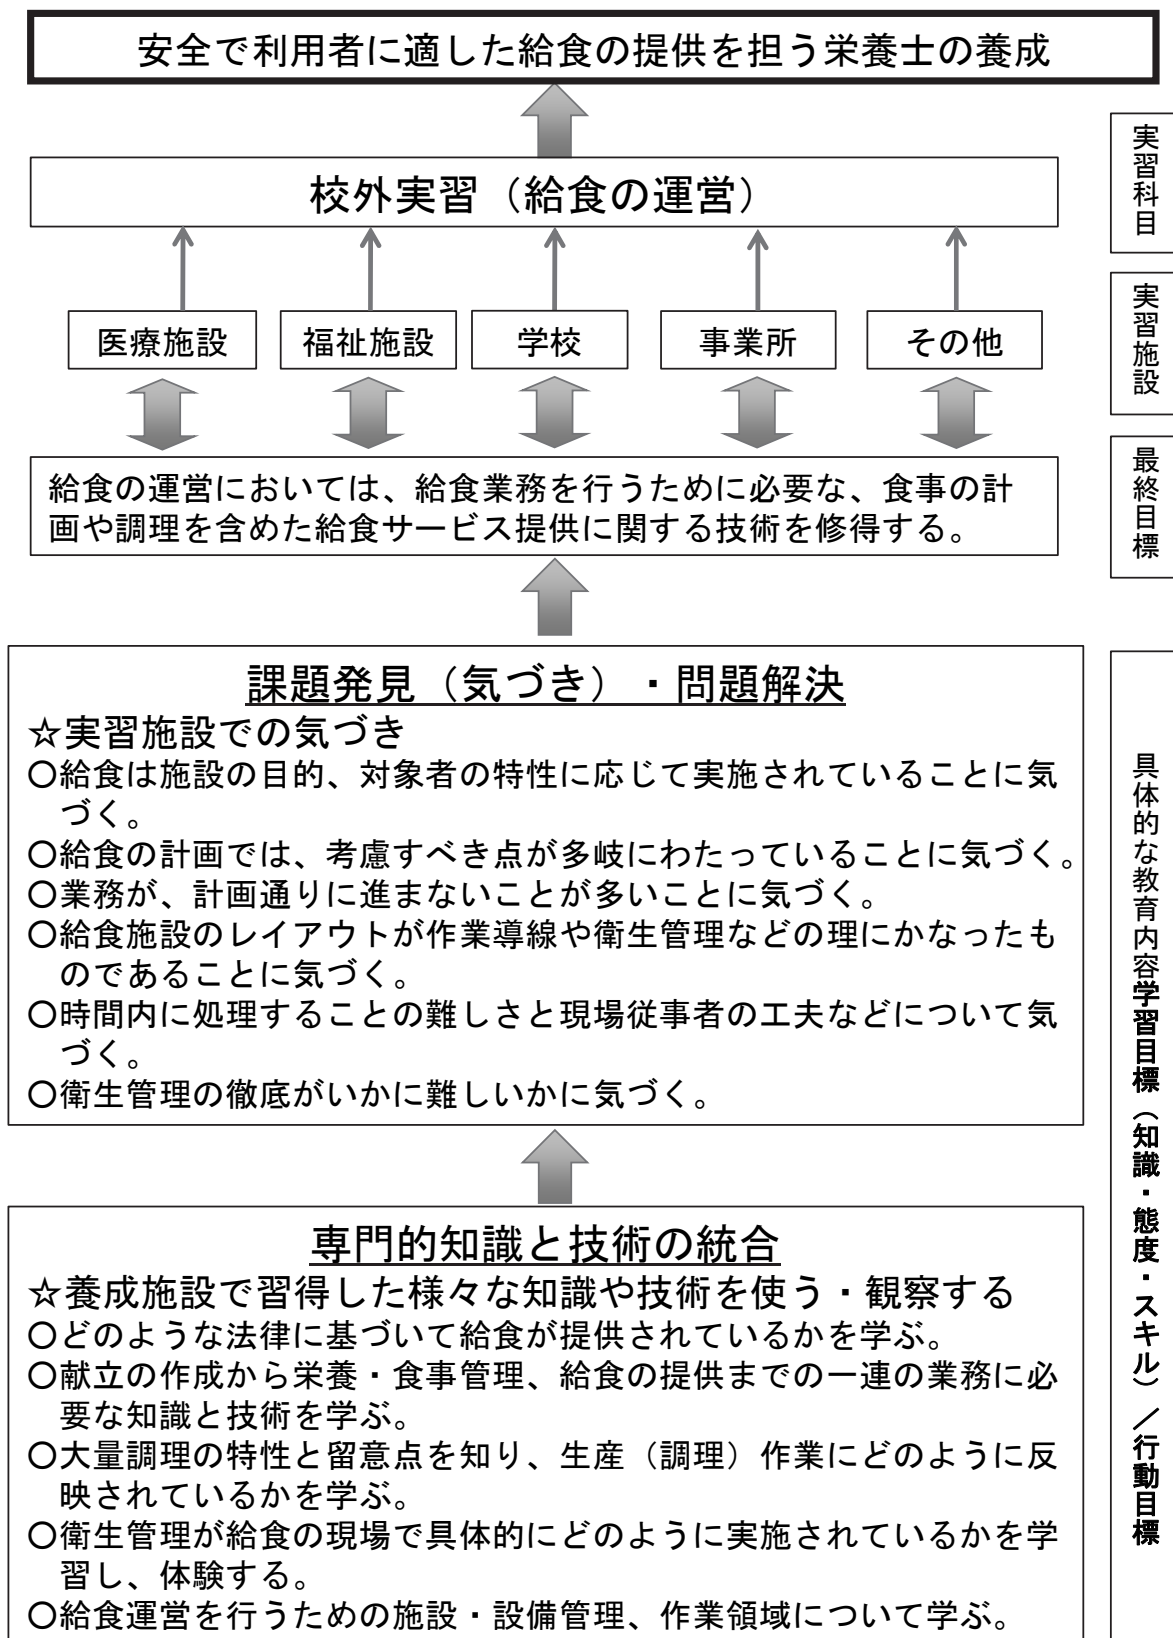 安全で利用者に適した給食の提供を担う栄養士の養成
実習科目
校外実習（給食の運営）
実習施設
医療施設
福祉施設
学校
事業所
その他
最終目標
給食の運営においては、給食業務を行うために必要な、食事の計
画や調理を含めた給食サービス提供に関する技術を修得する。
課題発見（気づき）・問題解決
☆実習施設での気づき
○給食は施設の目的、対象者の特性に応じて実施されていることに気
づく。
○給食の計画では、考慮すべき点が多岐にわたっていることに気づく。
○業務が、計画通りに進まないことが多いことに気づく。
○給食施設のレイアウトが作業導線や衛生管理などの理にかなったも
のであることに気づく。
○時間内に処理することの難しさと現場従事者の工夫などについて気
づく。
○衛生管理の徹底がいかに難しいかに気づく。
具体的な教育内容学習目標（知識・態度・スキル）／行動目標
専門的知識と技術の統合
☆養成施設で習得した様々な知識や技術を使う・観察する
○どのような法律に基づいて給食が提供されているかを学ぶ。
○献立の作成から栄養・食事管理、給食の提供までの一連の業務に必
要な知識と技術を学ぶ。
○大量調理の特性と留意点を知り、生産（調理）作業にどのように反
映されているかを学ぶ。
○衛生管理が給食の現場で具体的にどのように実施されているかを学
習し、体験する。
○給食運営を行うための施設・設備管理、作業領域について学ぶ。